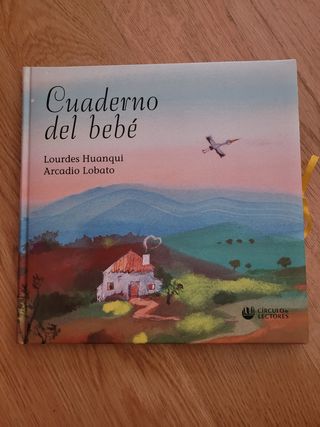 Cuaderno
del bebé
Lourdes Huanqui
Arcadio Lobato
CÍRCULO de
LECTORES